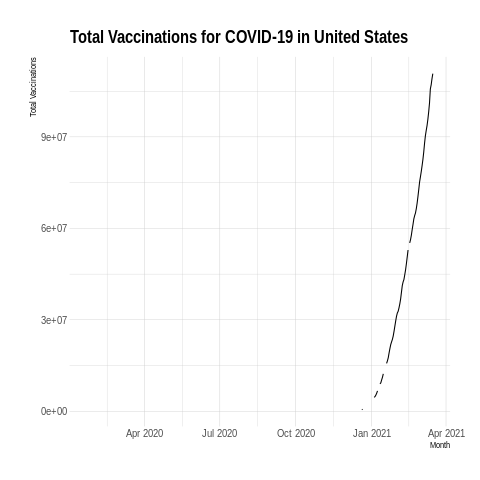 Total Vaccinations for COVID-19 in United States
Total Vaccinations
9e+07
6e+07
3e+07
0e+00
Apr 2020 Jul 2020 Oct 2020 Jan 2021 Apr 2021
Month